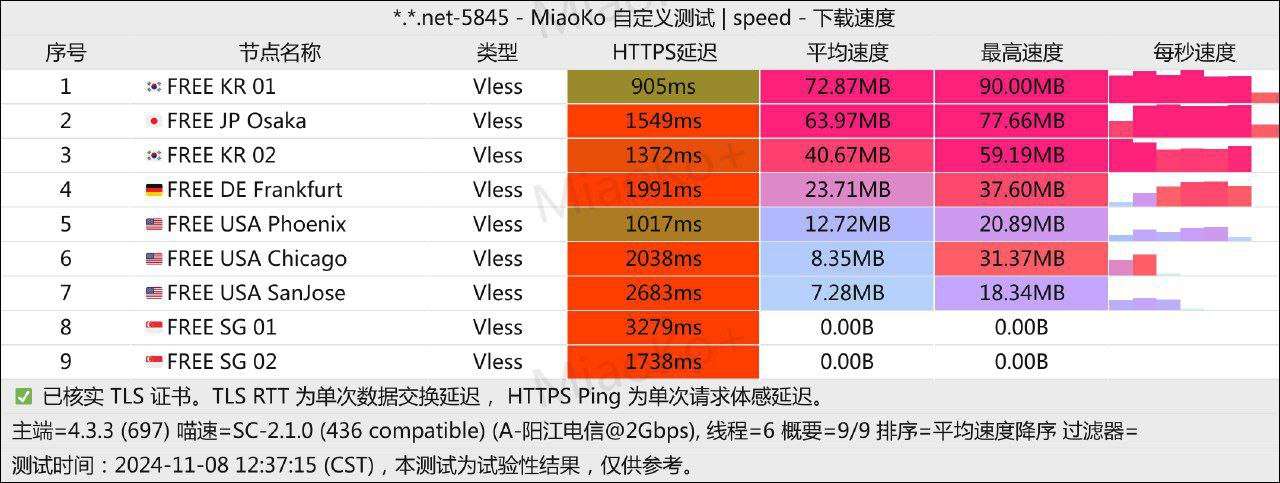 *.*.net-5845 - MiaoKo 自定义测试 | speed - 下载速度
序号 节点名称 类型 HTTPS延迟 平均速度 最高速度 每秒速度
1 FREE KR 01 Vless 905ms 72.87MB 90.00MB
2 FREE JP Osaka Vless 1549ms 63.97MB 77.66MB
3 FREE KR 02 Vless 1372ms 40.67MB 59.19MB
4 FREE DE Frankfurt Vless 1991ms 23.71MB 37.60MB
5 FREE USA Phoenix Vless 1017ms 12.72MB 20.89MB
6 FREE USA Chicago Vless 2038ms 8.35MB 31.37MB
7 FREE USA SanJose Vless 2683ms 7.28MB 18.34MB
8 FREE SG 01 Vless 3279ms 0.00B 0.00B
9 FREE SG 02 Vless 1738ms 0.00B 0.00B
✅ 已核实 TLS 证书。TLS RTT 为单次数据交换延迟， HTTPS Ping 为单次请求体感延迟。
主端=4.3.3 (697) 喵速=SC-2.1.0 (436 compatible) (A-阳江电信@2Gbps), 线程=6 概要=9/9 排序=平均速度降序 过滤器=
测试时间：2024-11-08 12:37:15 (CST)，本测试为试验性结果，仅供参考。
MiaoKo+
MiaoKo+
MiaoKo+